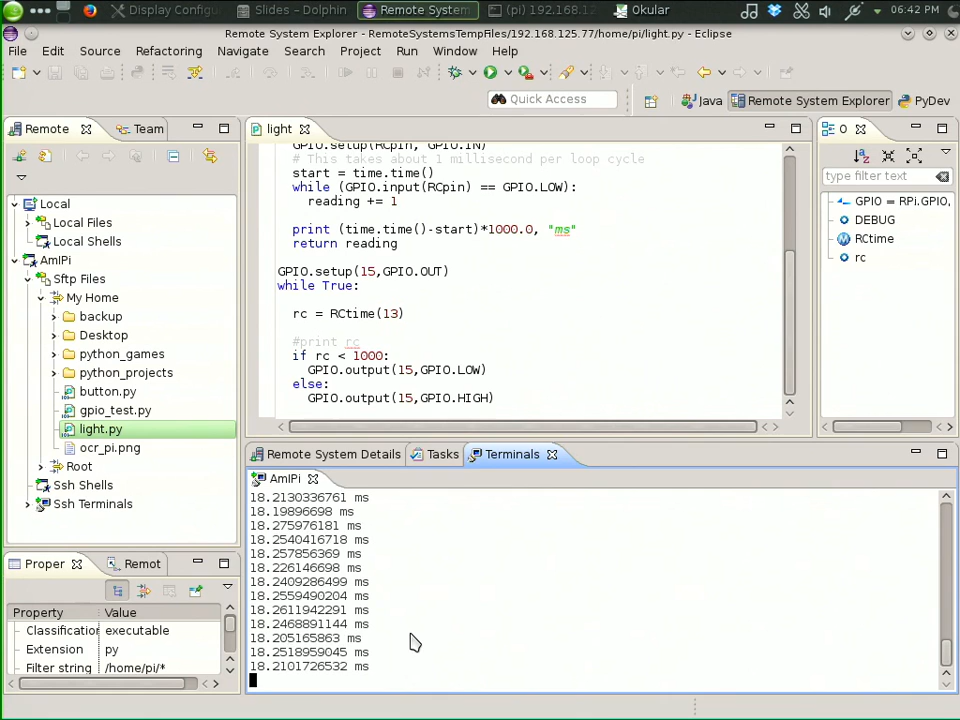 Display Configu
Slides – Dolphin
Remote System
(pi) 192.168.12
Okular
06:42 PM
Remote System Explorer - RemoteSystemsTempFiles/192.168.125.77/home/pi/light.py - Eclipse
File Edit Source Refactoring Navigate Search Project Run Window Help
Quick Access
Java
Remote System Explorer
PyDev
Remote
Team
Local
Local Files
Local Shells
AmIPi
Sftp Files
My Home
backup
Desktop
python_games
python_projects
button.py
gpio_test.py
light.py
ocr_pi.png
Root
Ssh Shells
Ssh Terminals
light
GPIO.setup(RCpin, GPIO.IN)
# This takes about 1 millisecond per loop cycle
start = time.time()
while (GPIO.input(RCpin) == GPIO.LOW):
reading += 1
print (time.time()-start)*1000.0, "ms"
return reading
GPIO.setup(15,GPIO.OUT)
while True:
rc = RCtime(13)
#print rc
if rc < 1000:
GPIO.output(15,GPIO.LOW)
else:
GPIO.output(15,GPIO.HIGH)
O
type filter text
GPIO = RPi.GPIO,
DEBUG
RCtime
rc
Proper
Remot
Property Value
Classification executable
Extension py
Filter string /home/pi/*
Remote System Details
Tasks
Terminals
AmIPi
18.2130336761 ms
18.19896698 ms
18.275976181 ms
18.2540416718 ms
18.257856369 ms
18.226146698 ms
18.2409286499 ms
18.2559490204 ms
18.2611942291 ms
18.2468891144 ms
18.205165863 ms
18.2518959045 ms
18.2101726532 ms